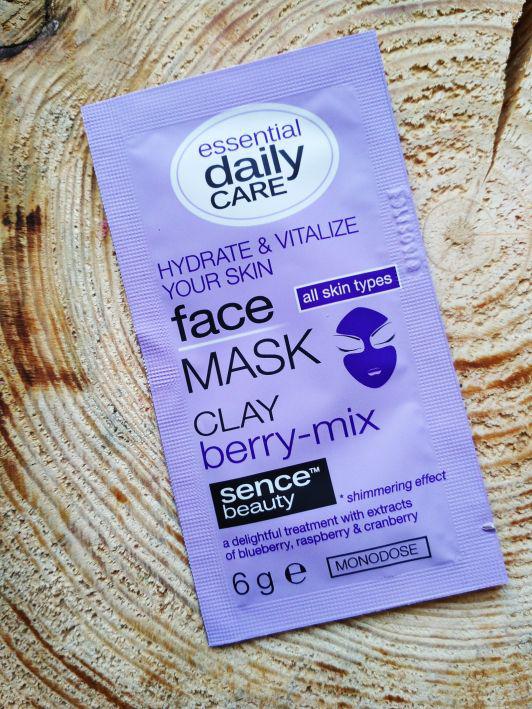 essential
daily
CARE
HYDRATE & VITALIZE
YOUR SKIN
all skin types
face
MASK
CLAY
berry-mix
sence™
beauty
* shimmering effect
a delightful treatment with extracts
of blueberry, raspberry & cranberry
6 g e
MONODOSE